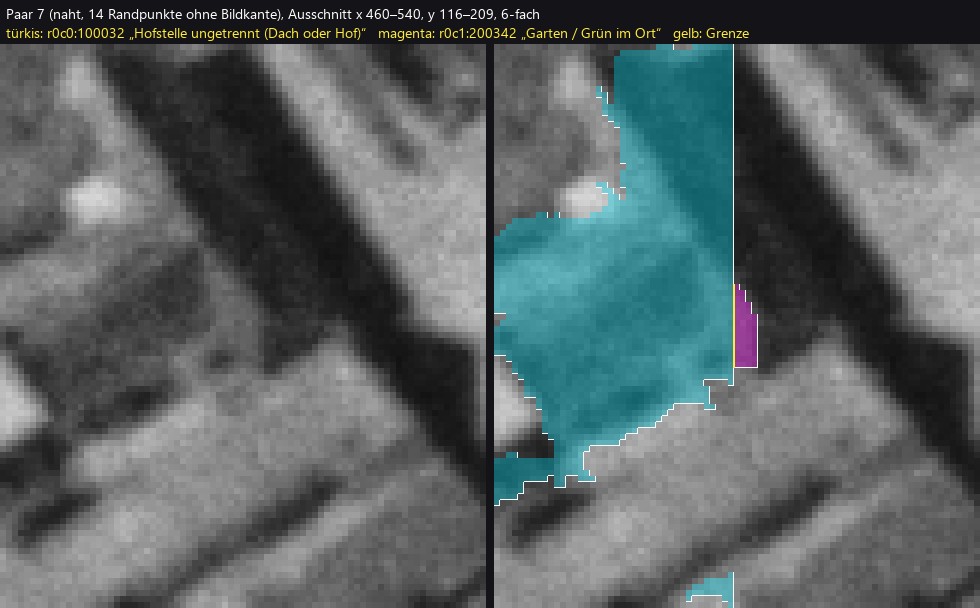 Paar 7 (naht, 14 Randpunkte ohne Bildkante), Ausschnitt x 460–540, y 116–209, 6-fach
türkis: r0c0:100032 „Hofstelle ungetrennt (Dach oder Hof)“ magenta: r0c1:200342 „Garten / Grün im Ort“ gelb: Grenze